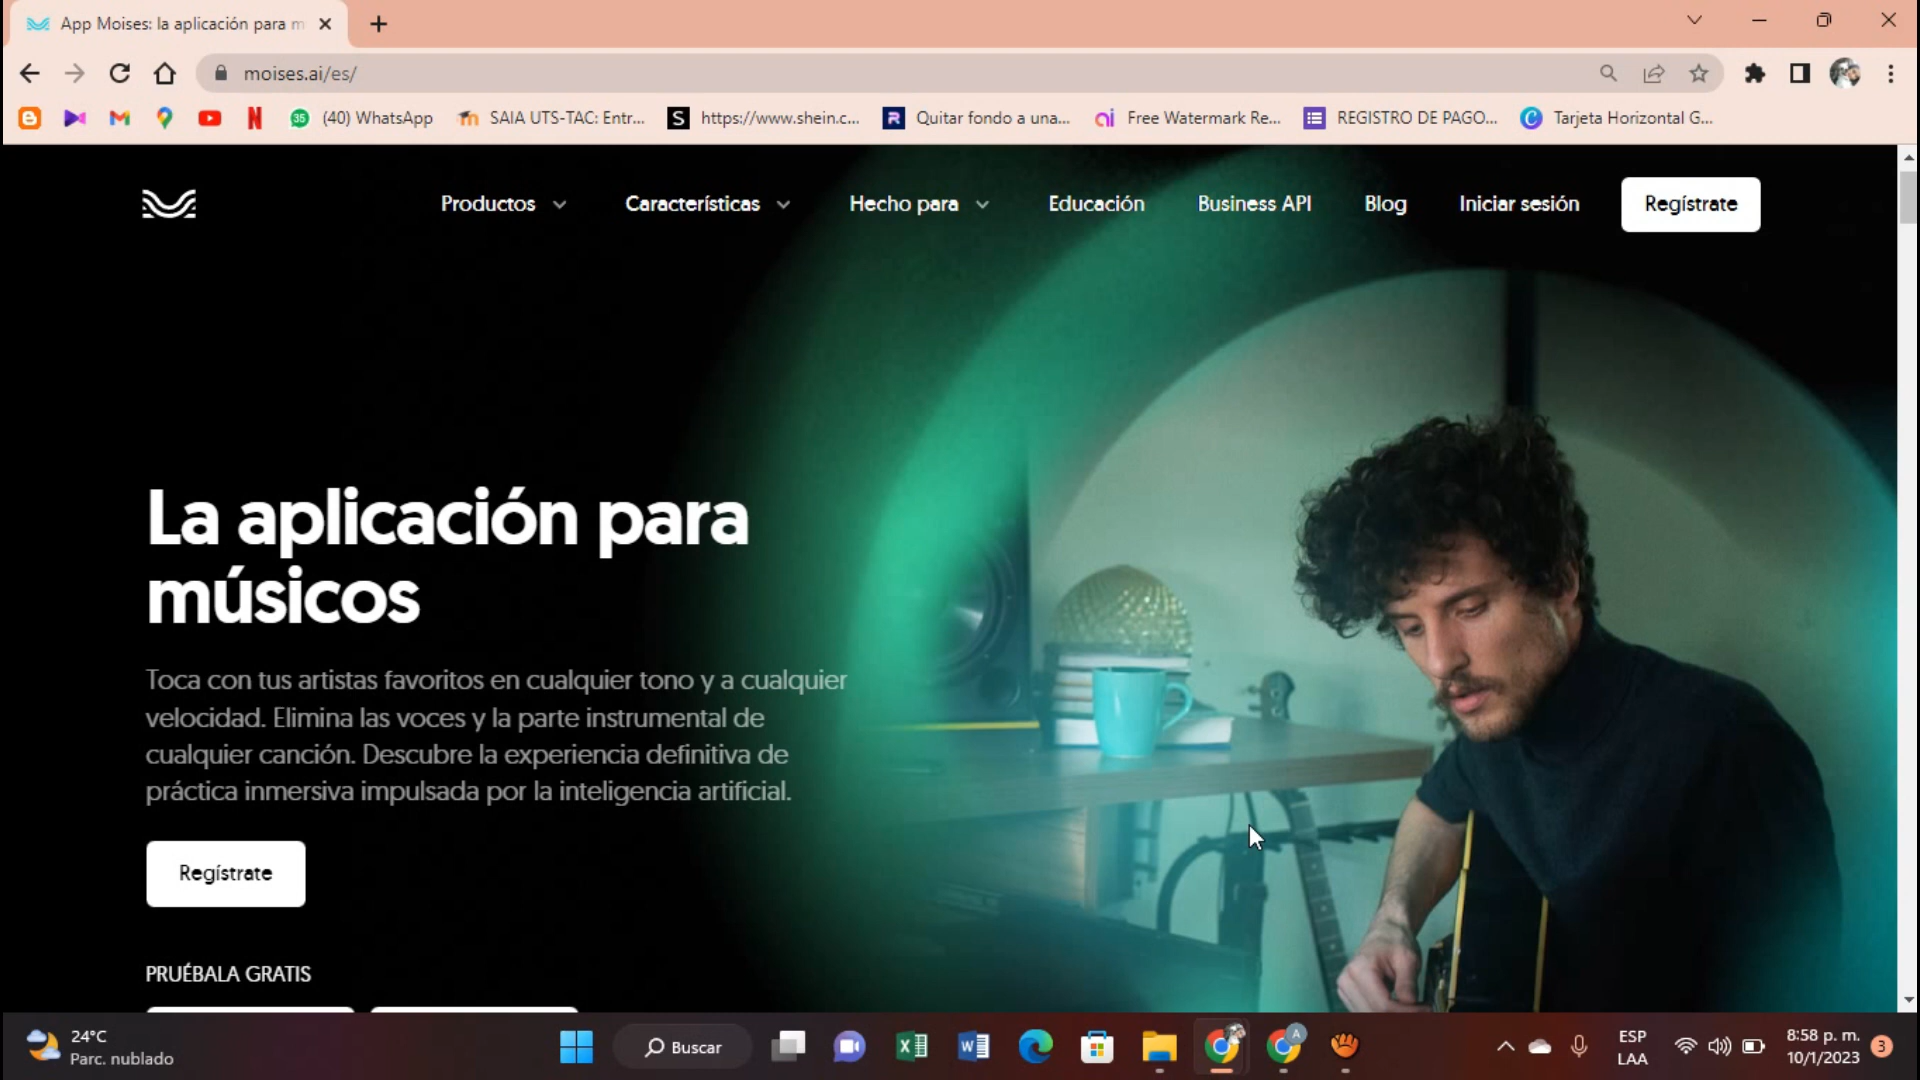 App Moises: la aplicación para m
moises.ai/es/
35
(40) WhatsApp
SAIA UTS-TAC: Entr...
S
https://www.shein.c...
R
Quitar fondo a una...
ai
Free Watermark Re...
REGISTRO DE PAGO...
C
Tarjeta Horizontal G...
Productos
Características
Hecho para
Educación
Business API
Blog
Iniciar sesión
Regístrate
La aplicación para
músicos
Toca con tus artistas favoritos en cualquier tono y a cualquier
velocidad. Elimina las voces y la parte instrumental de
cualquier canción. Descubre la experiencia definitiva de
práctica inmersiva impulsada por la inteligencia artificial.
Regístrate
PRUÉBALA GRATIS
24°C
Parc. nublado
Buscar
A
ESP
LAA
8:58 p. m.
10/1/2023
3